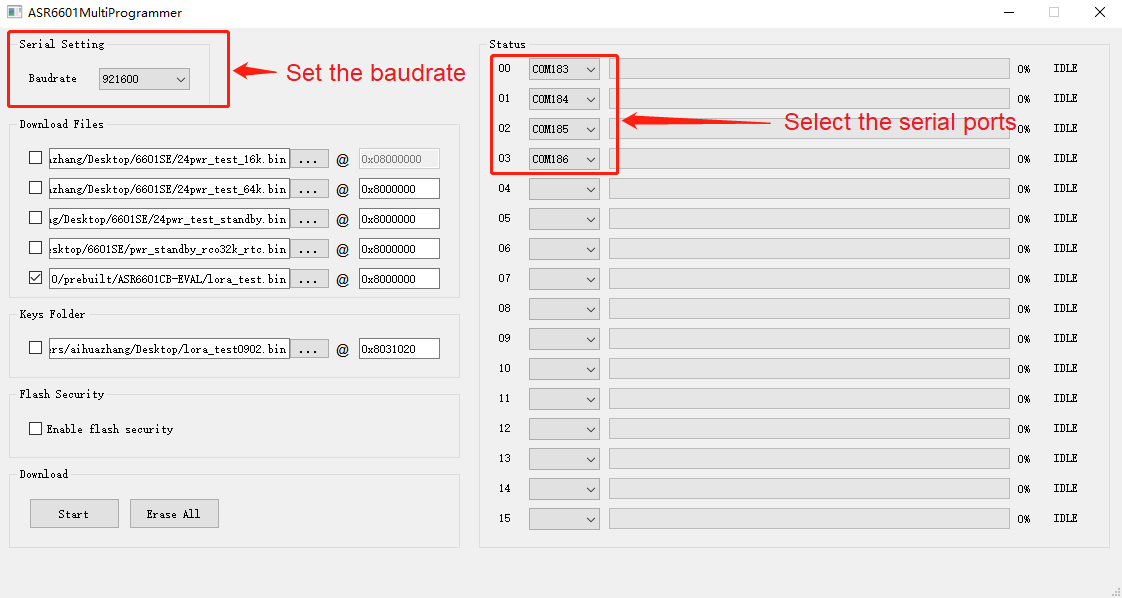 ASR6601MultiProgrammer
Serial Setting
Baudrate 921600
Set the baudrate
Download Files
azhang/Desktop/6601SE/24pwr_test_16k.bin ... @ 0x08000000
azhang/Desktop/6601SE/24pwr_test_64k.bin ... @ 0x8000000
ng/Desktop/6601SE/24pwr_test_standby.bin ... @ 0x8000000
esktop/6601SE/pwr_standby_rco32k_rtc.bin ... @ 0x8000000
0/prebuilt/ASR6601CB-EVAL/lora_test.bin ... @ 0x8000000
Keys Folder
ers/aihuazhang/Desktop/lora_test0902.bin ... @ 0x8031020
Flash Security
Enable flash security
Download
Start Erase All
Status
00 COM183 0% IDLE
01 COM184 0% IDLE
Select the serial ports
02 COM185 0% IDLE
03 COM186 0% IDLE
04 0% IDLE
05 0% IDLE
06 0% IDLE
07 0% IDLE
08 0% IDLE
09 0% IDLE
10 0% IDLE
11 0% IDLE
12 0% IDLE
13 0% IDLE
14 0% IDLE
15 0% IDLE